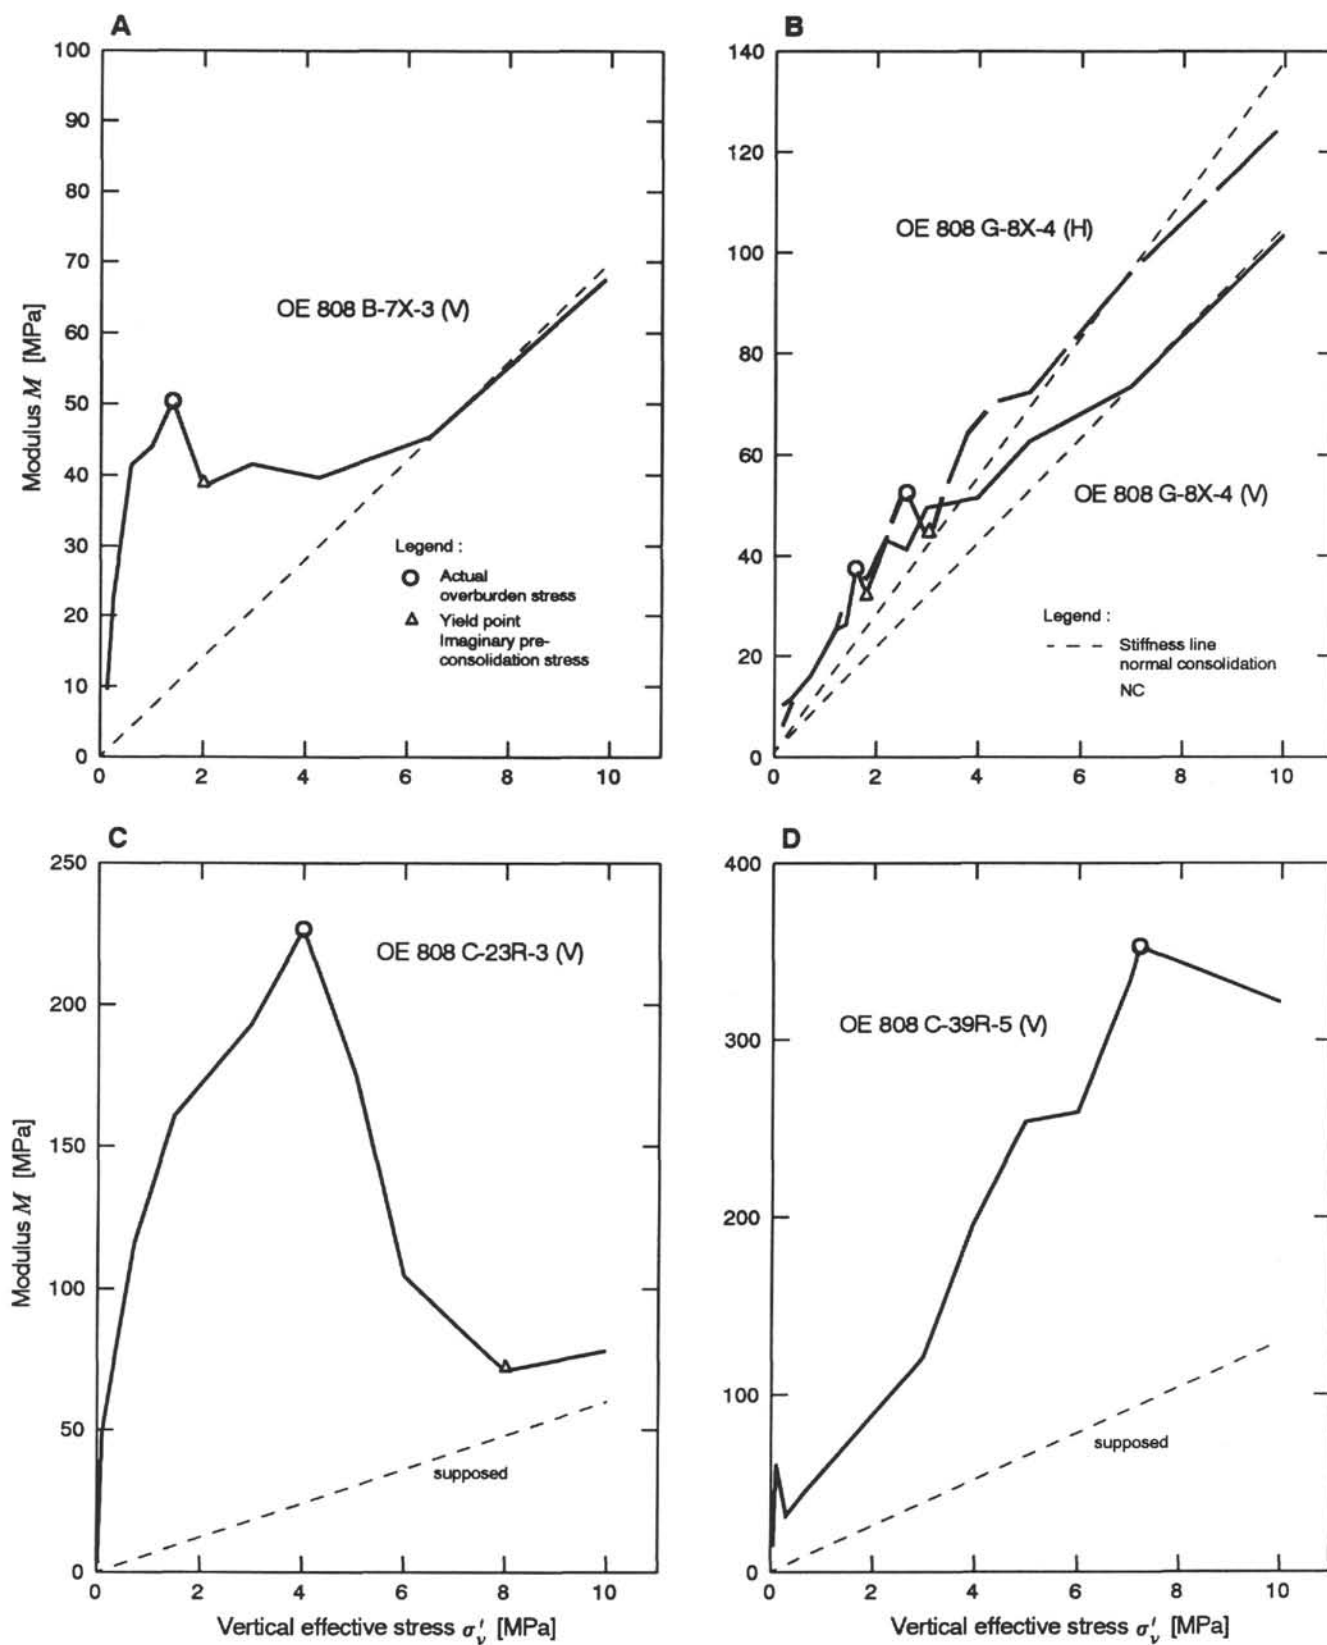 A
100
90
80
70
60
50
40
30
20
10
0
Modulus M [MPa]
OE 808 B-7X-3 (V)
Legend :
Actual
overburden stress
Yield point
Imaginary pre-
consolidation stress
0 2 4 6 8 10
B
140
120
100
80
60
40
20
0
OE 808 G-8X-4 (H)
OE 808 G-8X-4 (V)
Legend :
Stiffness line
normal consolidation
NC
0 2 4 6 8 10
C
250
200
150
100
50
0
Modulus M [MPa]
OE 808 C-23R-3 (V)
supposed
0 2 4 6 8 10
Vertical effective stress σ′v [MPa]
D
400
300
200
100
0
OE 808 C-39R-5 (V)
supposed
0 2 4 6 8 10
Vertical effective stress σ′v [MPa]